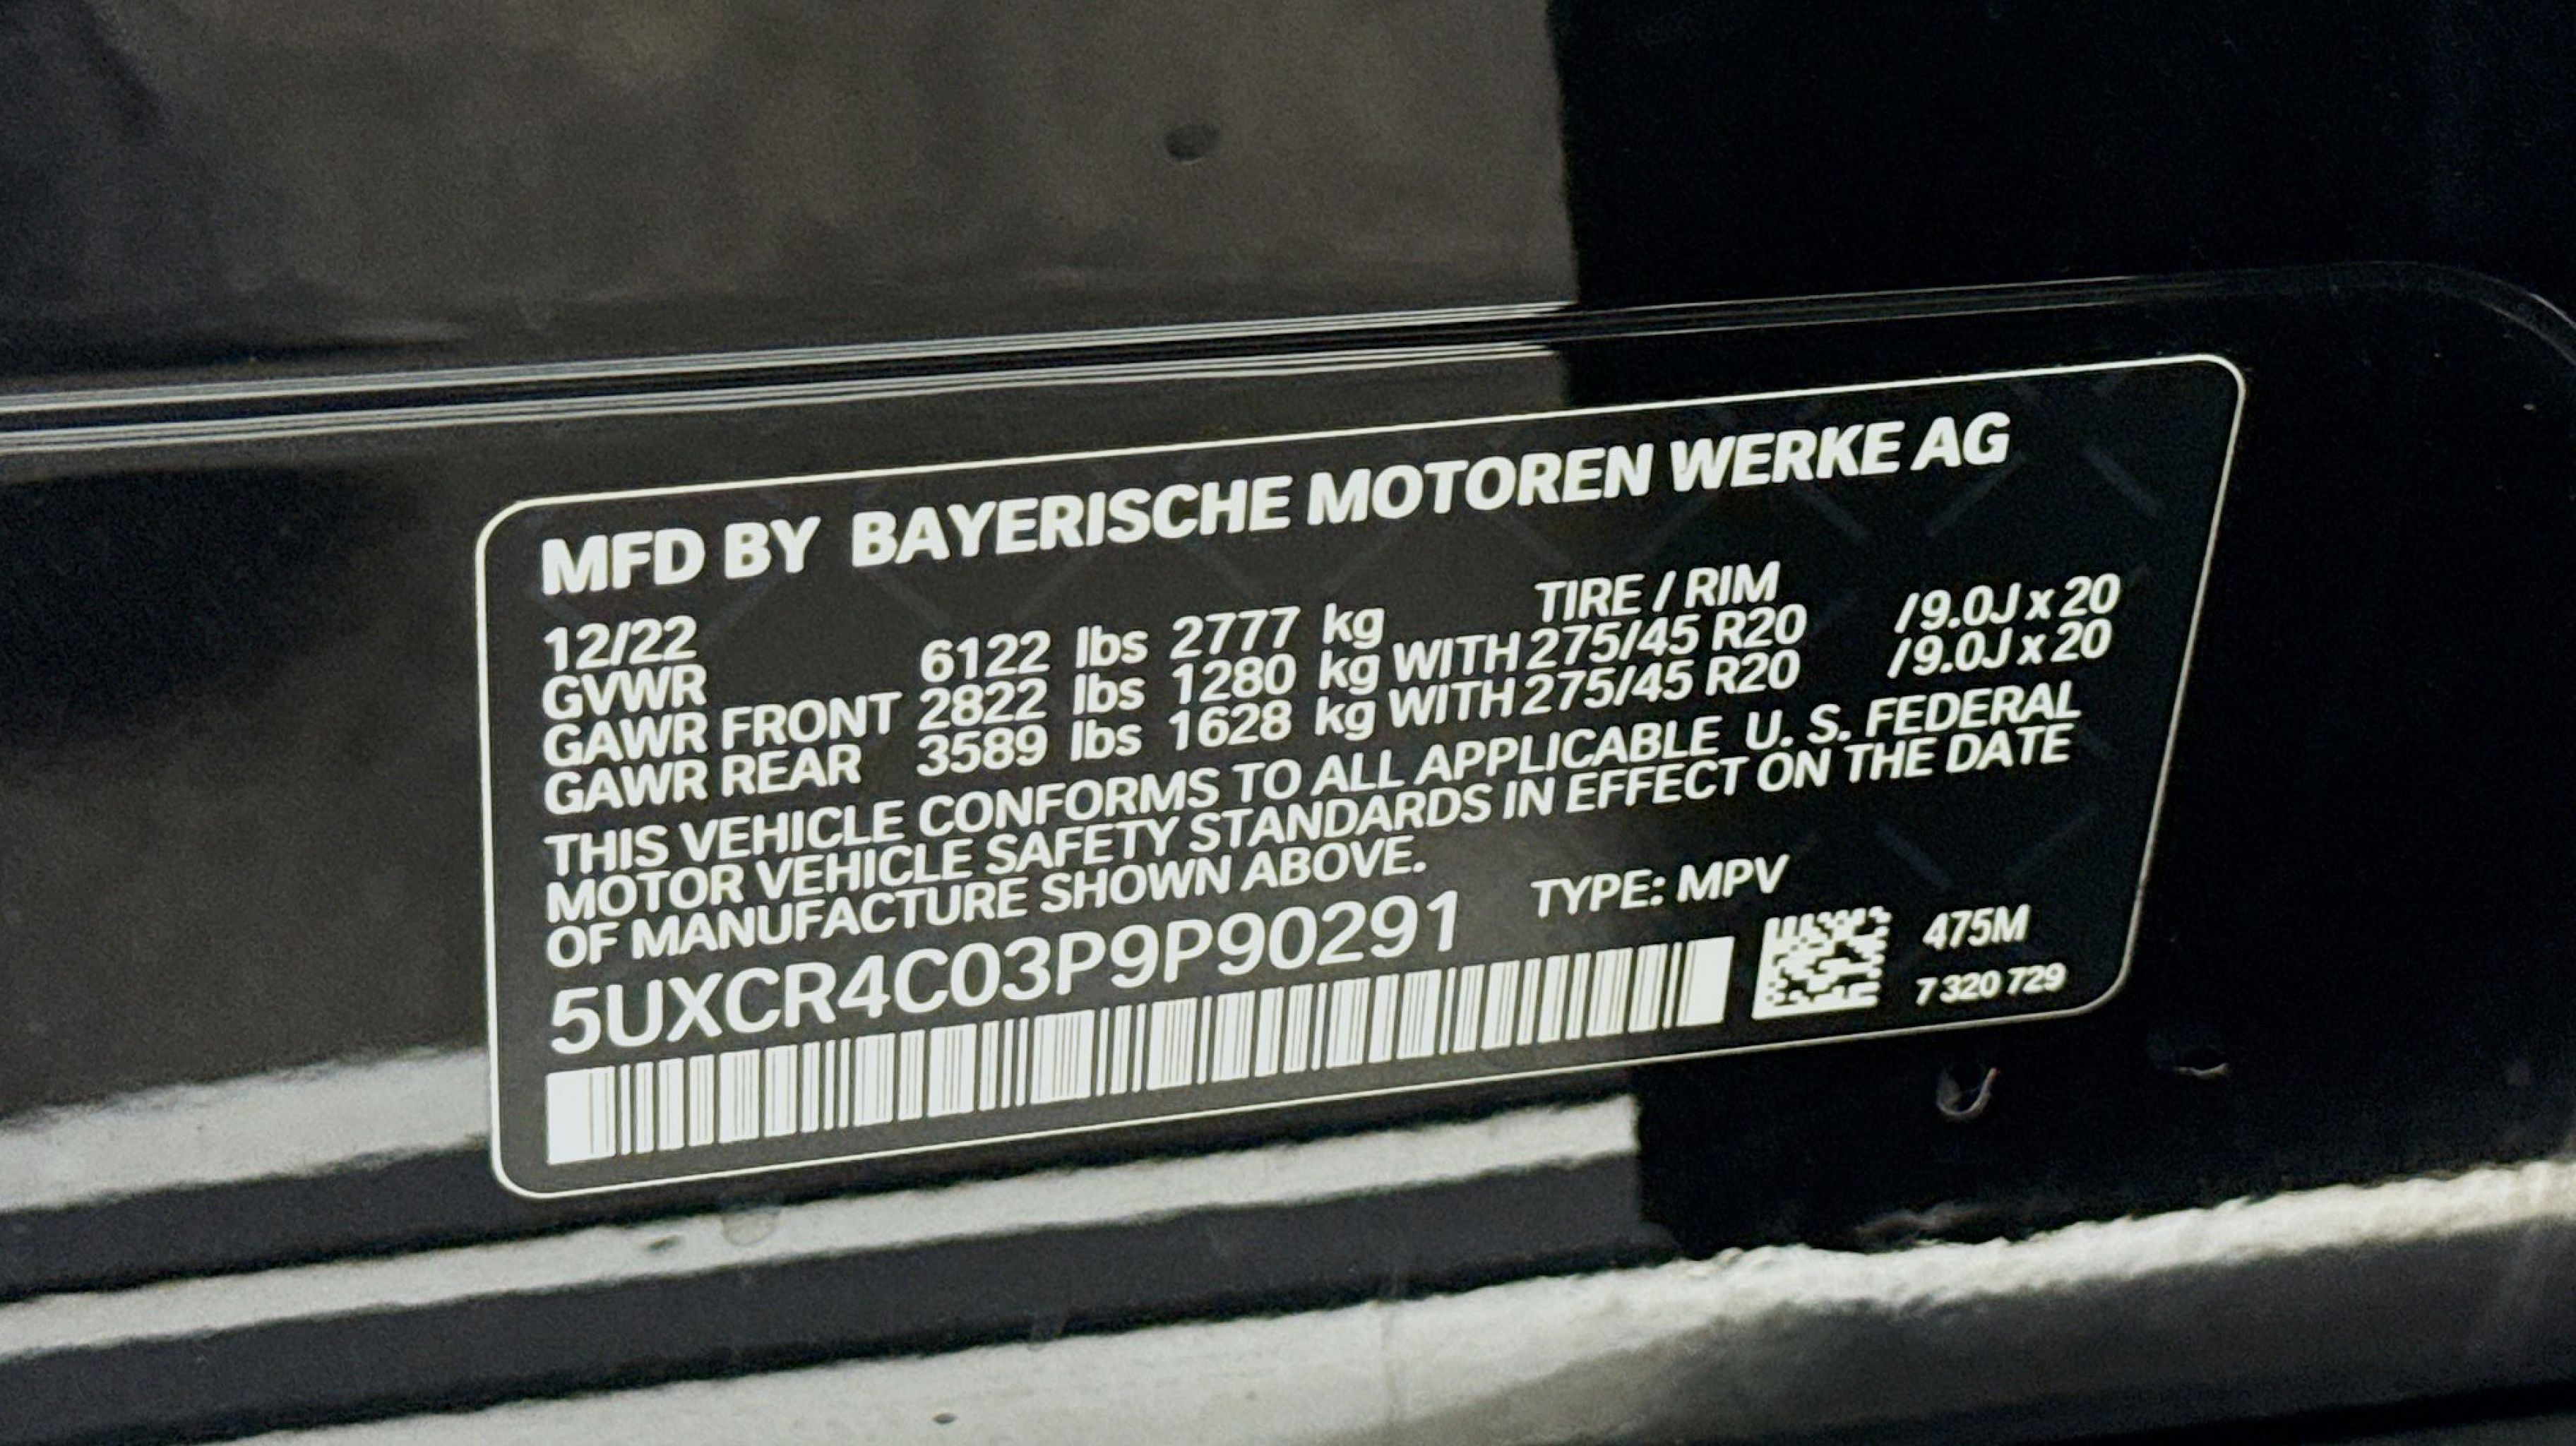 MFD BY BAYERISCHE MOTOREN WERKE AG
12/22 TIRE / RIM
GVWR 6122 lbs 2777 kg
GAWR FRONT 2822 lbs 1280 kg WITH 275/45 R20 /9.0J x 20
GAWR REAR 3589 lbs 1628 kg WITH 275/45 R20 /9.0J x 20
THIS VEHICLE CONFORMS TO ALL APPLICABLE U. S. FEDERAL
MOTOR VEHICLE SAFETY STANDARDS IN EFFECT ON THE DATE
OF MANUFACTURE SHOWN ABOVE.
5UXCR4C03P9P90291 TYPE: MPV
475M
7 320 729